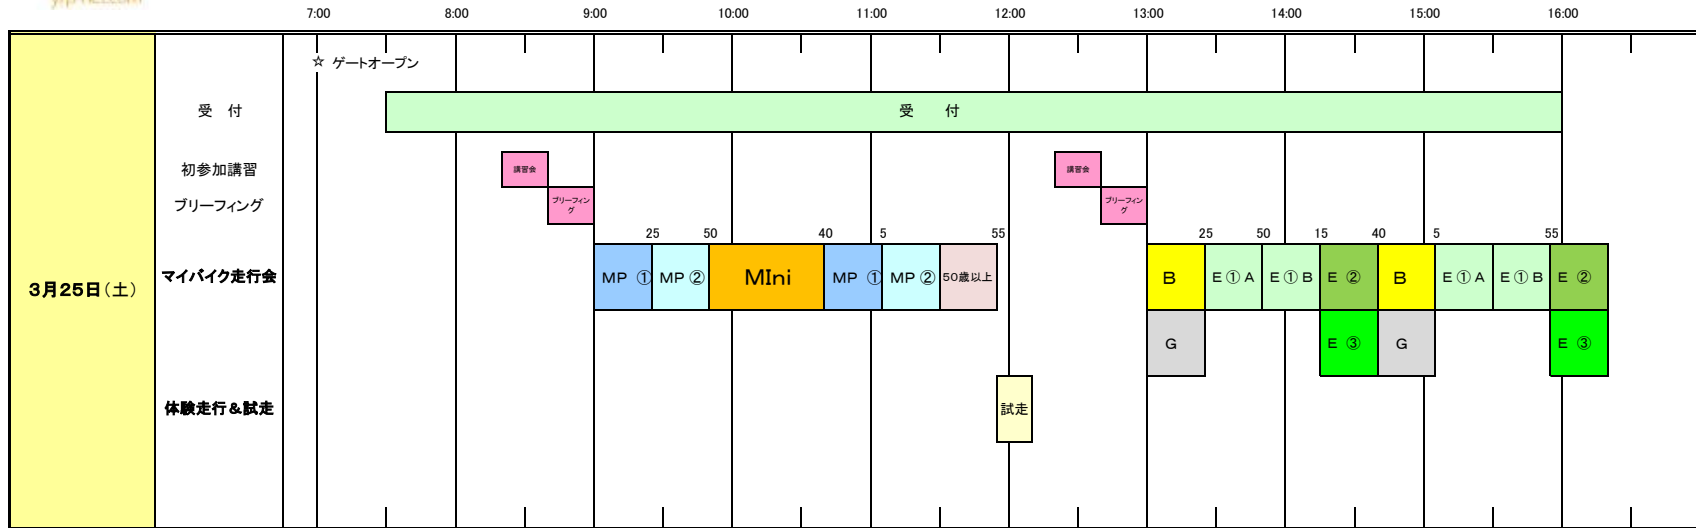 7:00 8:00 9:00 10:00 11:00 12:00 13:00 14:00 15:00 16:00
☆ ゲートオープン
受　付 受　　付
初参加講習 講習会 講習会
ブリーフィング ブリーフィン ブリーフィン
グ グ
25 50 40 5 55 25 50 15 40 5 55
3月25日(土) マイバイク走行会 MP ① MP ② MIni MP ① MP ② 50歳以上 B E①A E①B E ② B E①A E①B E ②
G E ③ G E ③
体験走行&試走 試走